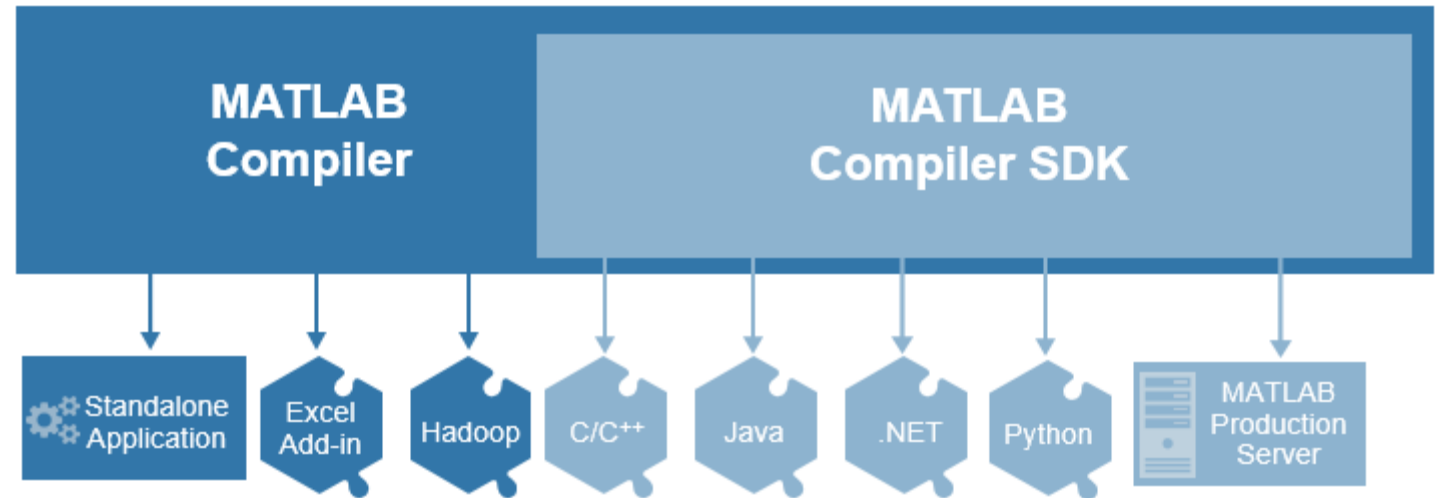 MATLAB
Compiler
MATLAB
Compiler SDK
Standalone
Application
Excel
Add-in
Hadoop
C/C++
Java
.NET
Python
MATLAB
Production
Server